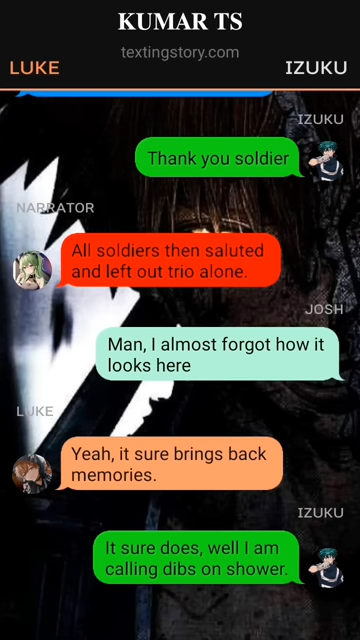 KUMAR TS
textingstory.com
LUKE
IZUKU
IZUKU
Thank you soldier
NARRATOR
All soldiers then saluted
and left out trio alone.
JOSH
Man, I almost forgot how it
looks here
LUKE
Yeah, it sure brings back
memories.
IZUKU
It sure does, well I am
calling dibs on shower.